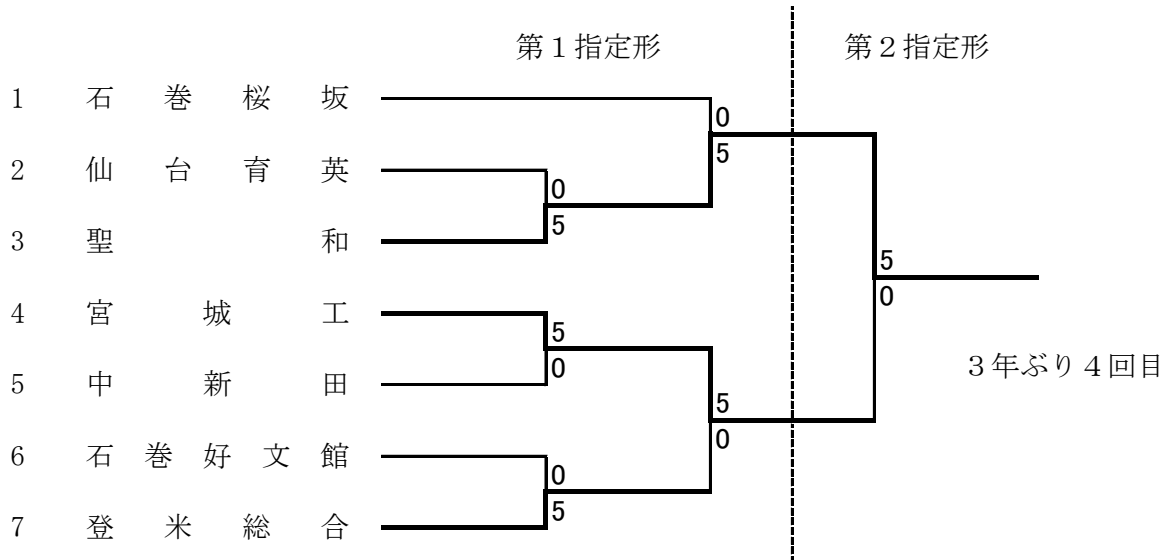 第１指定形 第２指定形
1 石巻桜坂
0
5
2 仙台育英
0
5
3 聖和
5
0
4 宮城工
5
0
3年ぶり4回目
5 中新田
5
0
6 石巻好文館
0
5
7 登米総合